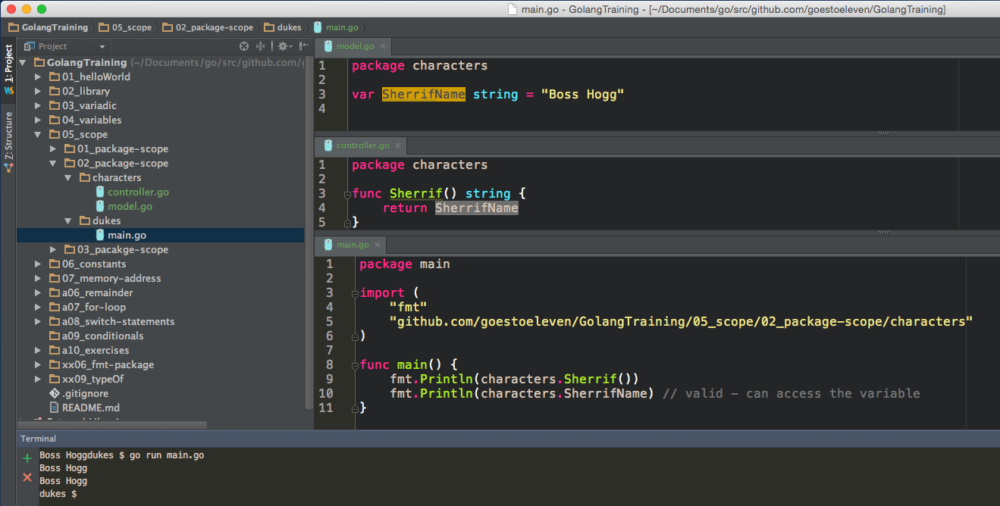 main.go - GolangTraining - [~/Documents/go/src/github.com/goestoeleven/GolangTraining]
GolangTraining 05_scope 02_package-scope dukes main.go
1: Project
Z: Structure
Project
GolangTraining (~/Documents/go/src/github.com/
01_helloWorld
02_library
03_variadic
04_variables
05_scope
01_package-scope
02_package-scope
characters
controller.go
model.go
dukes
main.go
03_pacakge-scope
06_constants
07_memory-address
a06_remainder
a07_for-loop
a08_switch-statements
a09_conditionals
a10_exercises
xx06_fmt-package
xx09_typeOf
.gitignore
README.md
model.go
1 package characters
2
3 var SherrifName string = "Boss Hogg"
4
controller.go
1 package characters
2
3 func Sherrif() string {
4 return SherrifName
5 }
main.go
1 package main
2
3 import (
4 "fmt"
5 "github.com/goestoeleven/GolangTraining/05_scope/02_package-scope/characters"
6 )
7
8 func main() {
9 fmt.Println(characters.Sherrif())
10 fmt.Println(characters.SherrifName) // valid – can access the variable
11 }
Terminal
Boss Hoggdukes $ go run main.go
Boss Hogg
Boss Hogg
dukes $